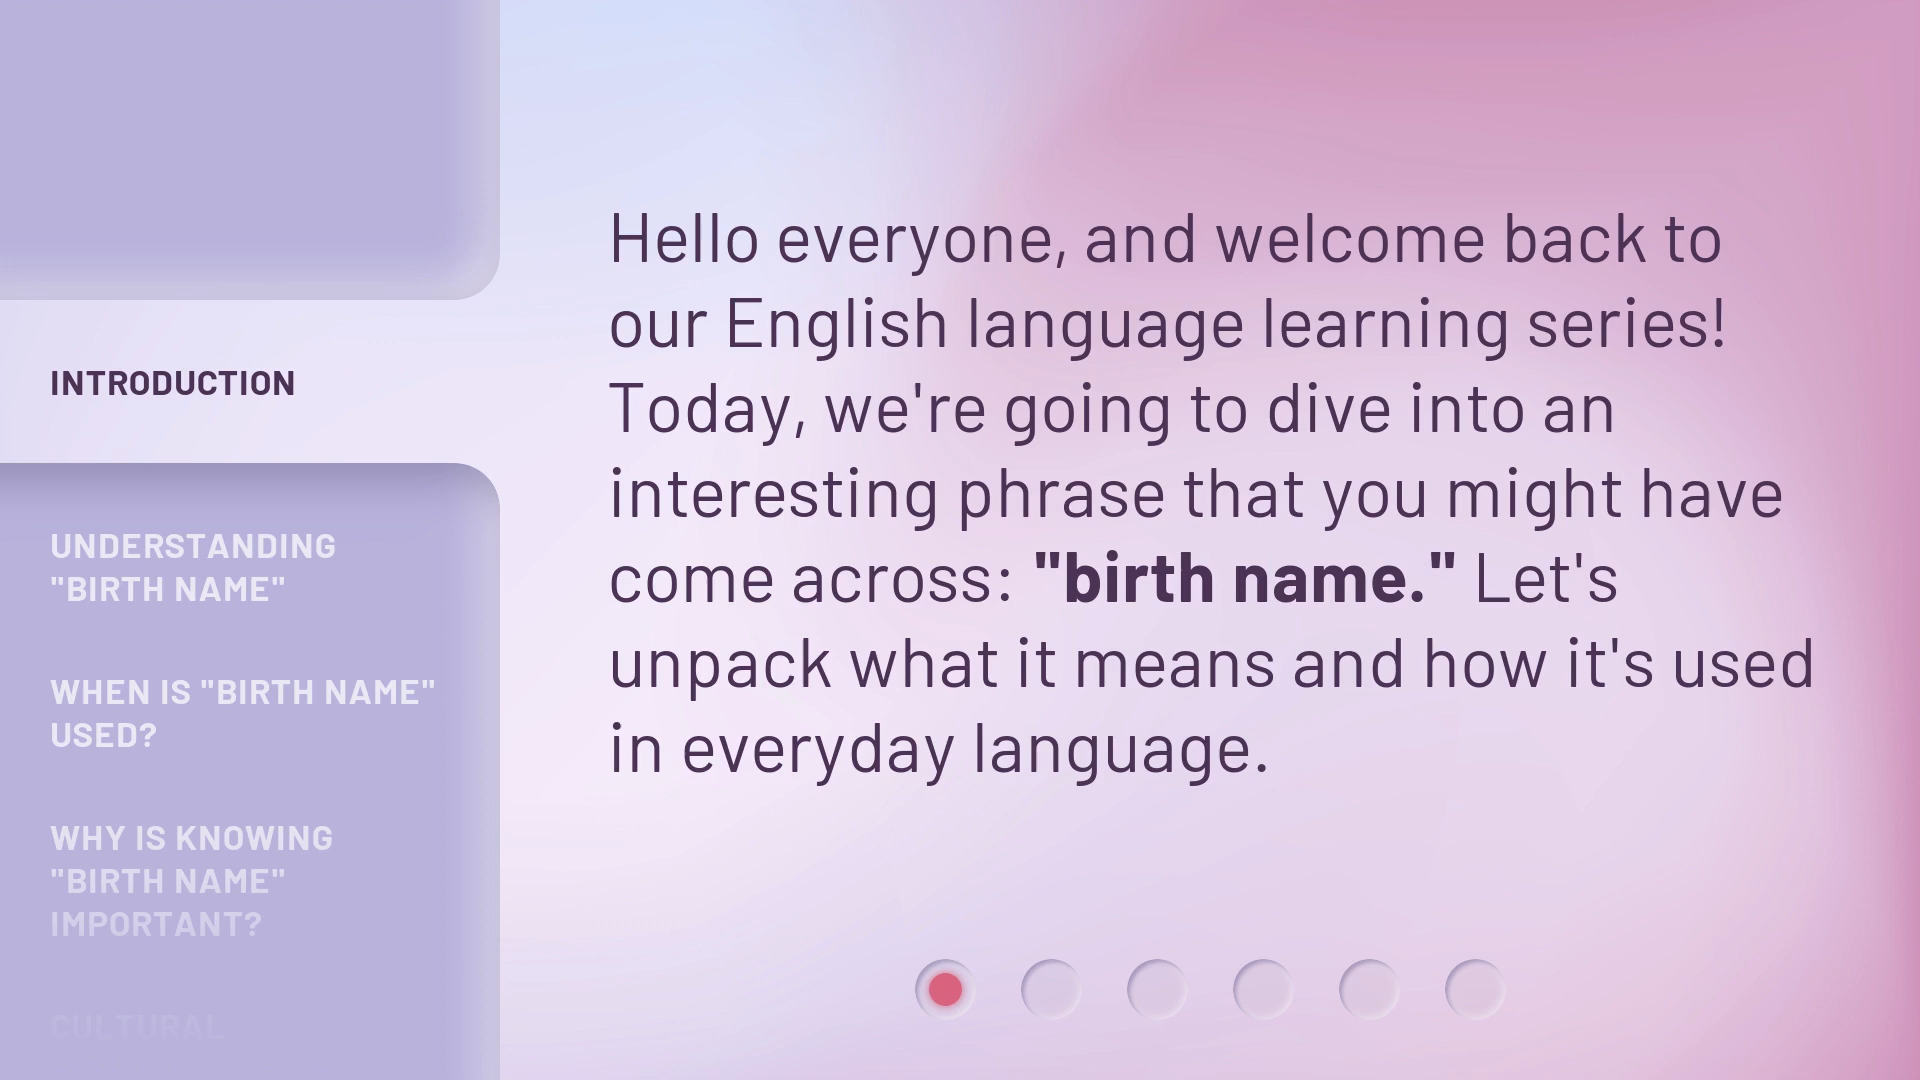 INTRODUCTION
UNDERSTANDING
"BIRTH NAME"
WHEN IS "BIRTH NAME"
USED?
WHY IS KNOWING
"BIRTH NAME"
IMPORTANT?
CULTURAL
Hello everyone, and welcome back to
our English language learning series!
Today, we're going to dive into an
interesting phrase that you might have
come across: "birth name." Let's
unpack what it means and how it's used
in everyday language.